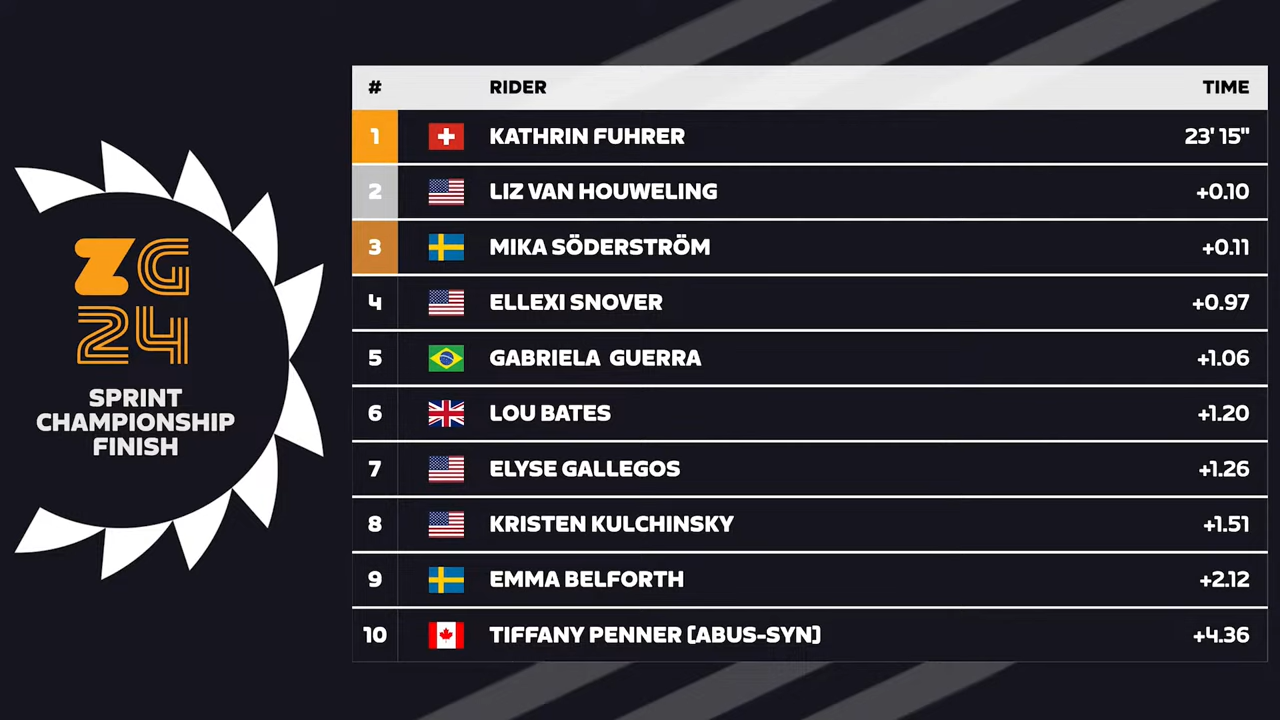 ZG
24
SPRINT
CHAMPIONSHIP
FINISH
# RIDER TIME
1 KATHRIN FUHRER 23' 15"
2 LIZ VAN HOUWELING +0.10
3 MIKA SÖDERSTRÖM +0.11
4 ELLEXI SNOVER +0.97
5 GABRIELA GUERRA +1.06
6 LOU BATES +1.20
7 ELYSE GALLEGOS +1.26
8 KRISTEN KULCHINSKY +1.51
9 EMMA BELFORTH +2.12
10 TIFFANY PENNER (ABUS-SYN) +4.36